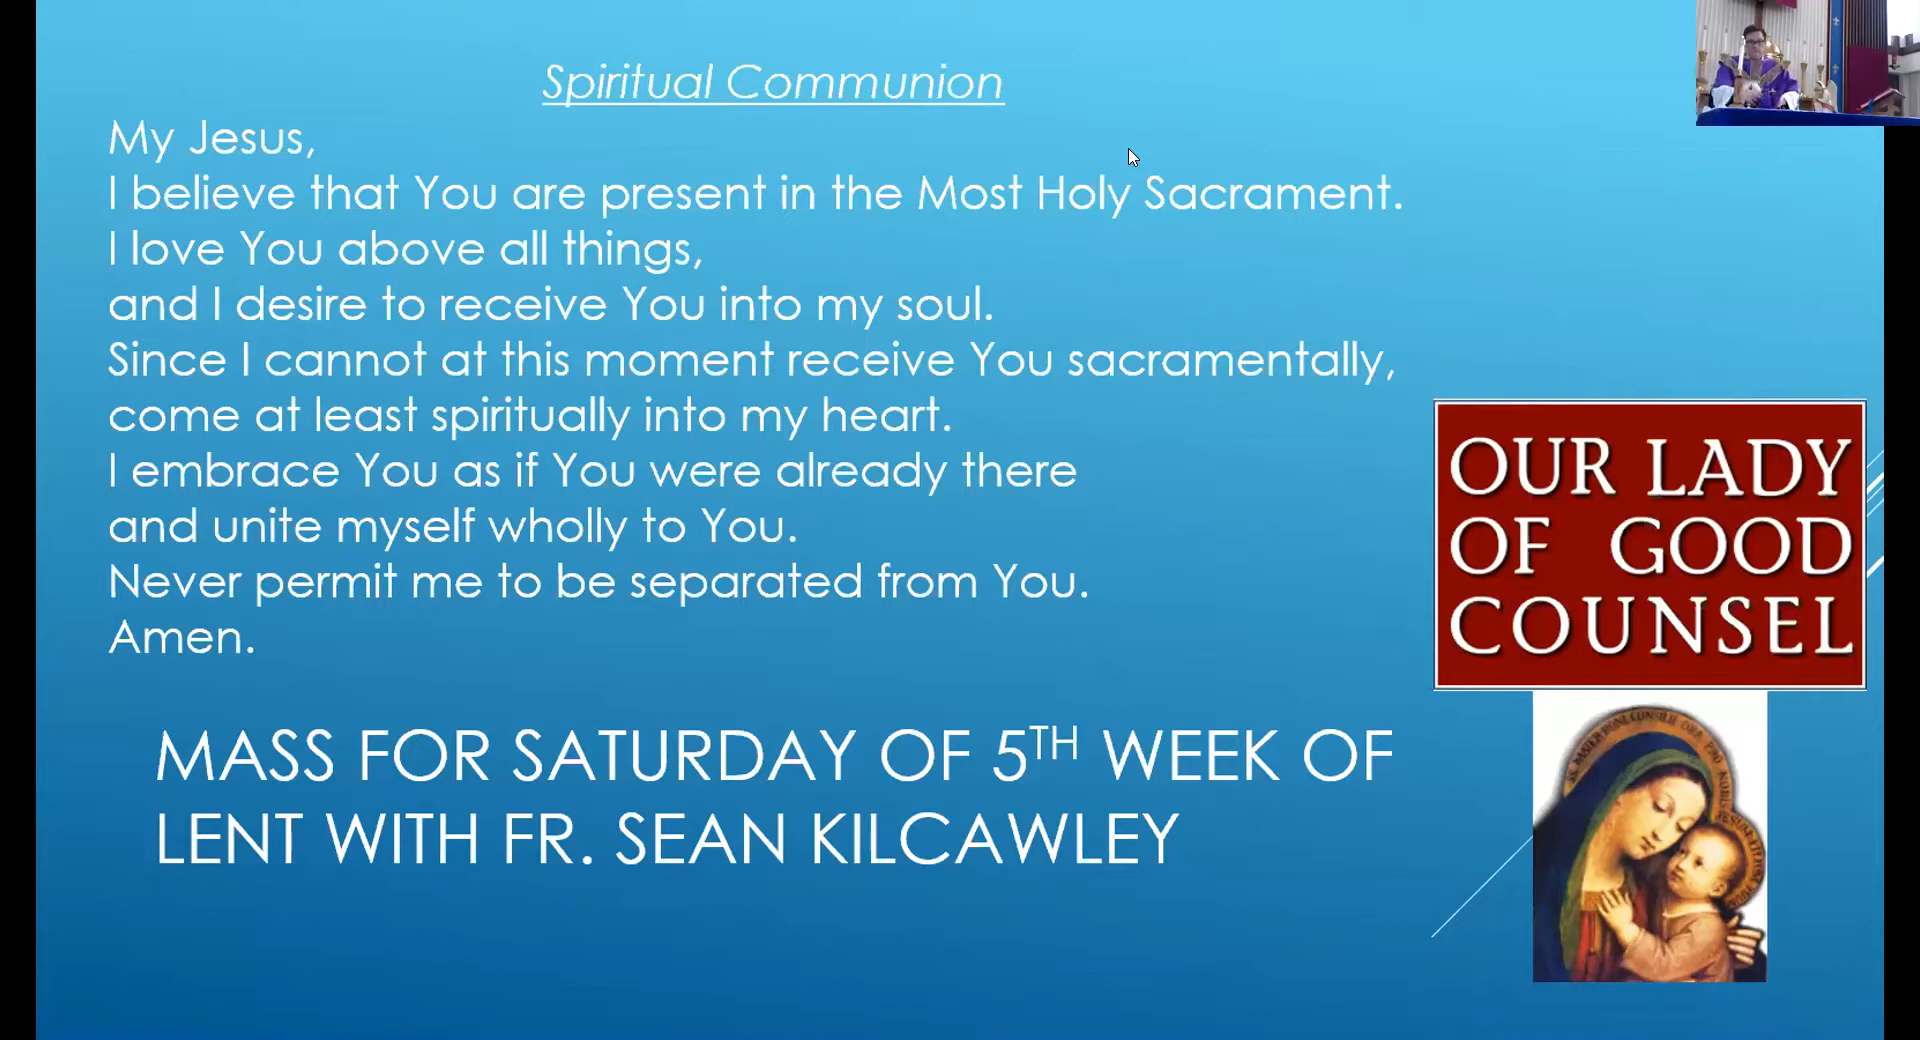 Spiritual Communion
My Jesus,
I believe that You are present in the Most Holy Sacrament.
I love You above all things,
and I desire to receive You into my soul.
Since I cannot at this moment receive You sacramentally,
come at least spiritually into my heart.
I embrace You as if You were already there
and unite myself wholly to You.
Never permit me to be separated from You.
Amen.
MASS FOR SATURDAY OF 5TH WEEK OF
LENT WITH FR. SEAN KILCAWLEY
OUR LADY
OF GOOD
COUNSEL